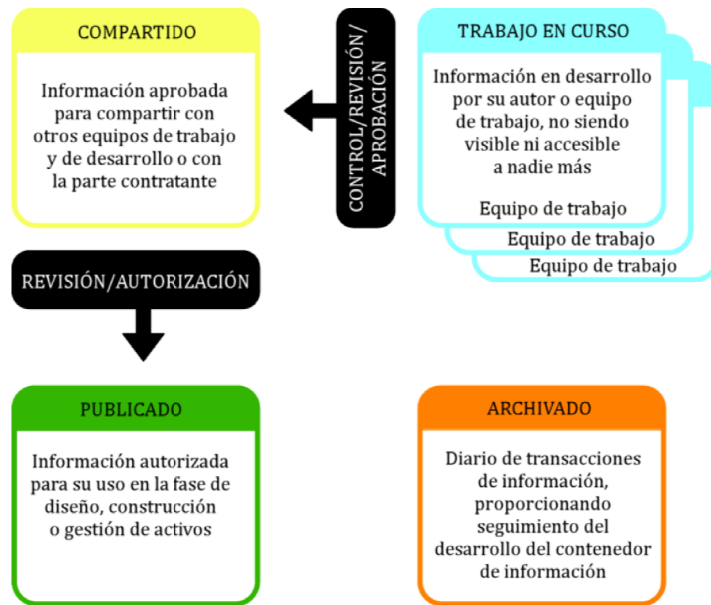 COMPARTIDO
Información aprobada
para compartir con
otros equipos de trabajo
y de desarrollo o con
la parte contratante
CONTROL/REVISIÓN/
APROBACIÓN
TRABAJO EN CURSO
Información en desarrollo
por su autor o equipo
de trabajo, no siendo
visible ni accesible
a nadie más
Equipo de trabajo
Equipo de trabajo
Equipo de trabajo
REVISIÓN/AUTORIZACIÓN
PUBLICADO
Información autorizada
para su uso en la fase de
diseño, construcción
o gestión de activos
ARCHIVADO
Diario de transacciones
de información,
proporcionando
seguimiento del
desarrollo del contenedor
de información